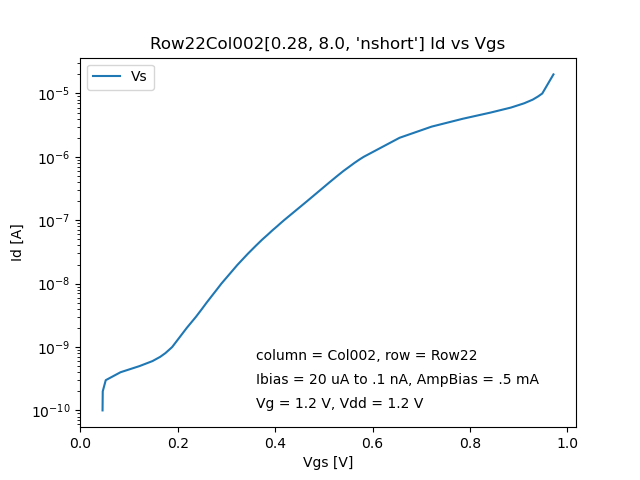 Row22Col002[0.28, 8.0, 'nshort'] Id vs Vgs
Vs
Id [A]
10⁻⁵
10⁻⁶
10⁻⁷
10⁻⁸
10⁻⁹
10⁻¹⁰
column = Col002, row = Row22
Ibias = 20 uA to .1 nA, AmpBias = .5 mA
Vg = 1.2 V, Vdd = 1.2 V
0.0 0.2 0.4 0.6 0.8 1.0
Vgs [V]